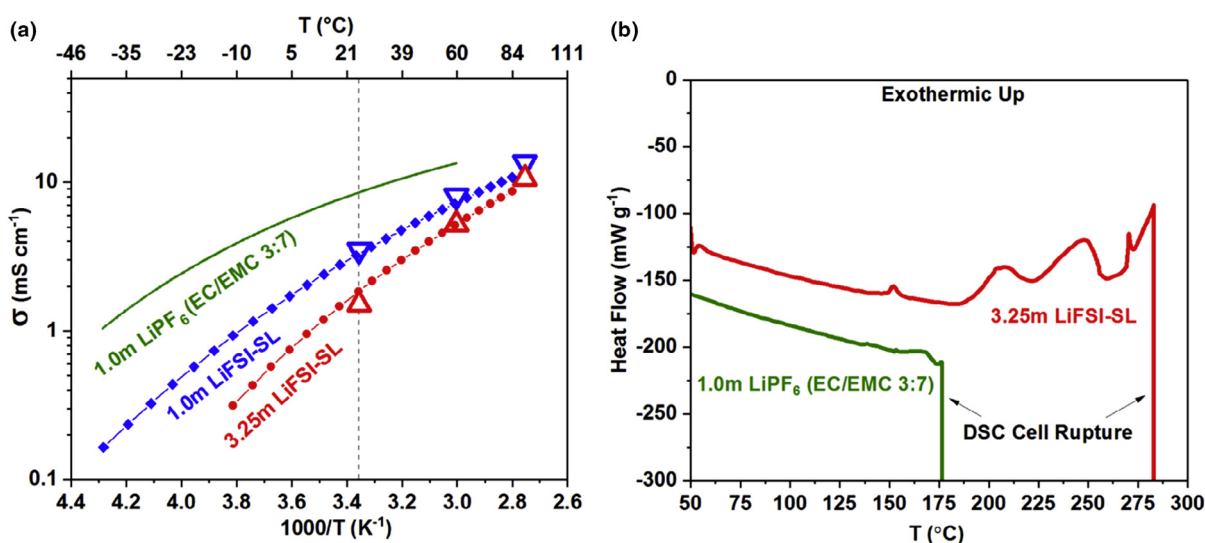 (a)
T (°C)
-46 -35 -23 -10 5 21 39 60 84 111
σ (mS cm⁻¹)
10
1
0.1
1.0m LiPF₆ (EC/EMC 3:7)
1.0m LiFSI-SL
3.25m LiFSI-SL
4.4 4.2 4.0 3.8 3.6 3.4 3.2 3.0 2.8 2.6
1000/T (K⁻¹)
(b)
Exothermic Up
Heat Flow (mW g⁻¹)
0
-50
-100
-150
-200
-250
-300
3.25m LiFSI-SL
1.0m LiPF₆ (EC/EMC 3:7)
DSC Cell Rupture
50 75 100 125 150 175 200 225 250 275 300
T (°C)